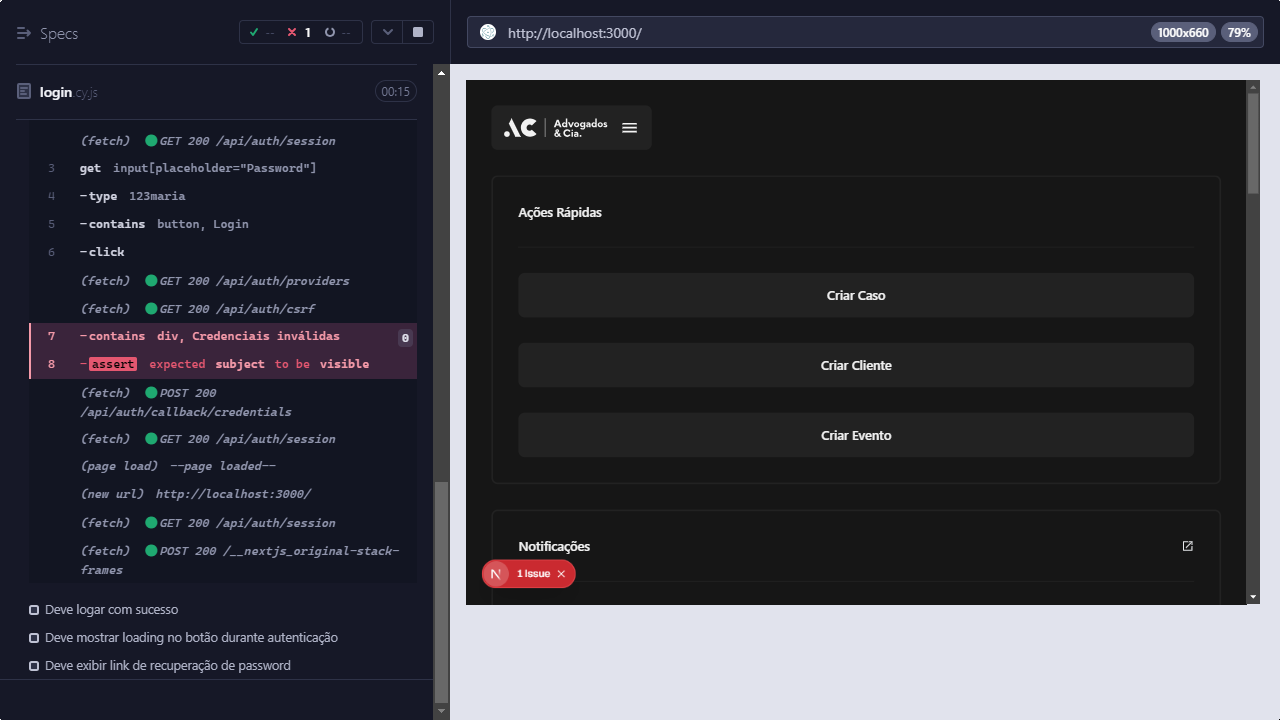 Specs
-- 1 --
login cy.js
00:15
(fetch) GET 200 /api/auth/session
3 get input[placeholder="Password"]
4 -type 123maria
5 -contains button, Login
6 -click
(fetch) GET 200 /api/auth/providers
(fetch) GET 200 /api/auth/csrf
7 -contains div, Credenciais inválidas 0
8 -assert expected subject to be visible
(fetch) POST 200
/api/auth/callback/credentials
(fetch) GET 200 /api/auth/session
(page load) --page loaded--
(new url) http://localhost:3000/
(fetch) GET 200 /api/auth/session
(fetch) POST 200 /__nextjs_original-stack-
frames
Deve logar com sucesso
Deve mostrar loading no botão durante autenticação
Deve exibir link de recuperação de password
http://localhost:3000/
1000x660 79%
AC Advogados
& Cia.
Ações Rápidas
Criar Caso
Criar Cliente
Criar Evento
Notificações
N 1 Issue